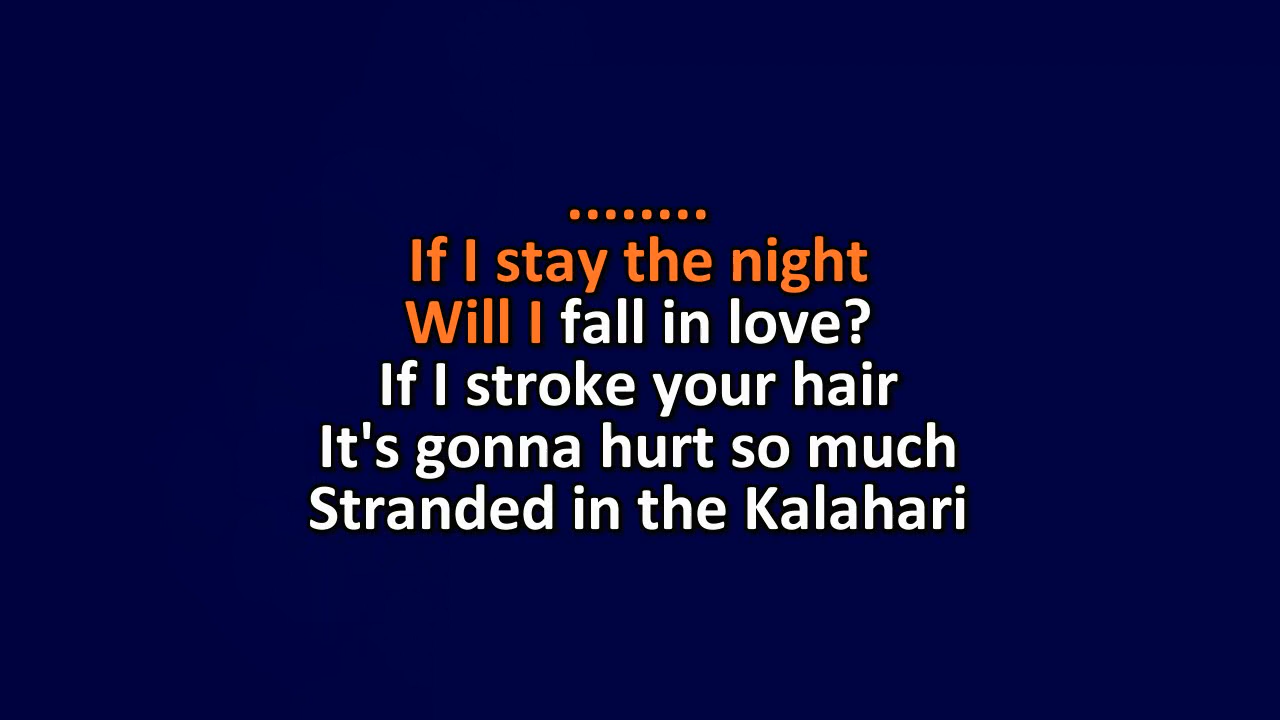 ........
If I stay the night
Will I fall in love?
If I stroke your hair
It's gonna hurt so much
Stranded in the Kalahari